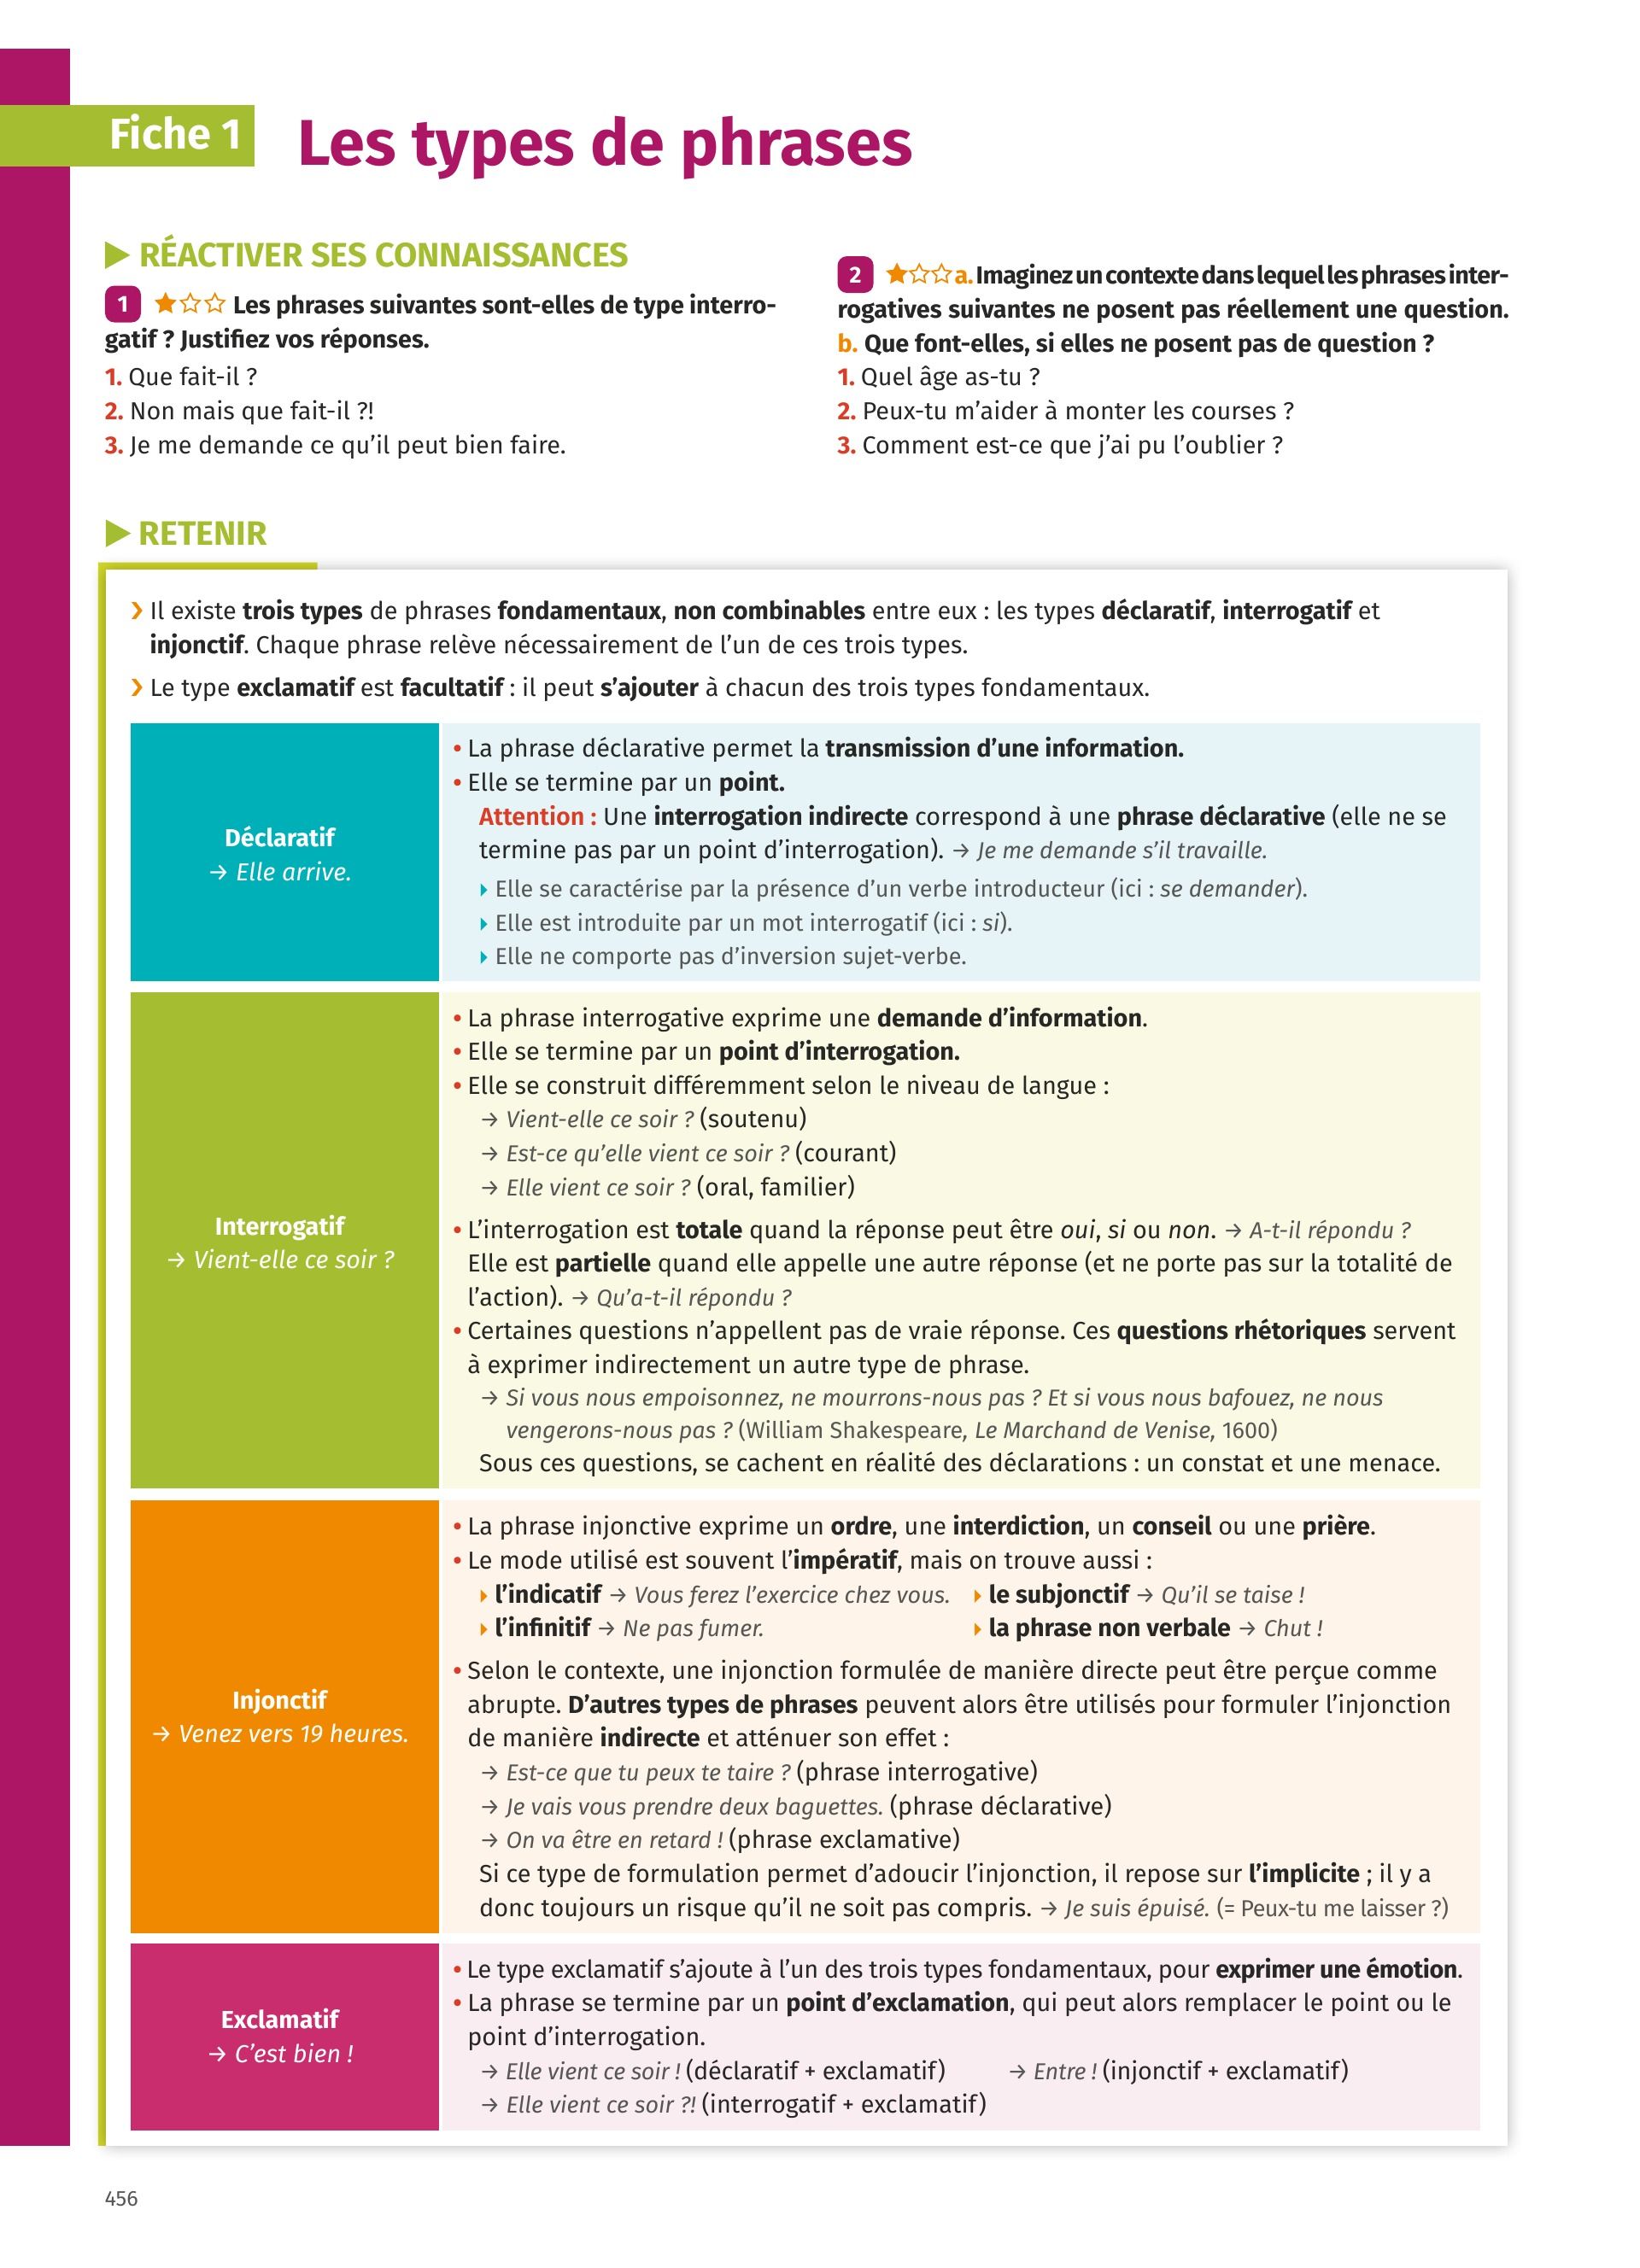 Fiche 1
Les types de phrases
▶ RÉACTIVER SES CONNAISSANCES
1 ★☆☆ Les phrases suivantes sont-elles de type interro-
gatif ? Justifiez vos réponses.
1. Que fait-il ?
2. Non mais que fait-il ?!
3. Je me demande ce qu’il peut bien faire.
2 ★☆☆ a. Imaginez un contexte dans lequel les phrases inter-
rogatives suivantes ne posent pas réellement une question.
b. Que font-elles, si elles ne posent pas de question ?
1. Quel âge as-tu ?
2. Peux-tu m’aider à monter les courses ?
3. Comment est-ce que j’ai pu l’oublier ?
▶ RETENIR
› Il existe trois types de phrases fondamentaux, non combinables entre eux : les types déclaratif, interrogatif et
injonctif. Chaque phrase relève nécessairement de l’un de ces trois types.
› Le type exclamatif est facultatif : il peut s’ajouter à chacun des trois types fondamentaux.
Déclaratif
→ Elle arrive.
• La phrase déclarative permet la transmission d’une information.
• Elle se termine par un point.
Attention : Une interrogation indirecte correspond à une phrase déclarative (elle ne se
termine pas par un point d’interrogation). → Je me demande s’il travaille.
▸ Elle se caractérise par la présence d’un verbe introducteur (ici : se demander).
▸ Elle est introduite par un mot interrogatif (ici : si).
▸ Elle ne comporte pas d’inversion sujet-verbe.
Interrogatif
→ Vient-elle ce soir ?
• La phrase interrogative exprime une demande d’information.
• Elle se termine par un point d’interrogation.
• Elle se construit différemment selon le niveau de langue :
→ Vient-elle ce soir ? (soutenu)
→ Est-ce qu’elle vient ce soir ? (courant)
→ Elle vient ce soir ? (oral, familier)
• L’interrogation est totale quand la réponse peut être oui, si ou non. → A-t-il répondu ?
Elle est partielle quand elle appelle une autre réponse (et ne porte pas sur la totalité de
l’action). → Qu’a-t-il répondu ?
• Certaines questions n’appellent pas de vraie réponse. Ces questions rhétoriques servent
à exprimer indirectement un autre type de phrase.
→ Si vous nous empoisonnez, ne mourrons-nous pas ? Et si vous nous bafouez, ne nous
vengerons-nous pas ? (William Shakespeare, Le Marchand de Venise, 1600)
Sous ces questions, se cachent en réalité des déclarations : un constat et une menace.
Injonctif
→ Venez vers 19 heures.
• La phrase injonctive exprime un ordre, une interdiction, un conseil ou une prière.
• Le mode utilisé est souvent l’impératif, mais on trouve aussi :
▸ l’indicatif → Vous ferez l’exercice chez vous. ▸ le subjonctif → Qu’il se taise !
▸ l’infinitif → Ne pas fumer. ▸ la phrase non verbale → Chut !
• Selon le contexte, une injonction formulée de manière directe peut être perçue comme
abrupte. D’autres types de phrases peuvent alors être utilisés pour formuler l’injonction
de manière indirecte et atténuer son effet :
→ Est-ce que tu peux te taire ? (phrase interrogative)
→ Je vais vous prendre deux baguettes. (phrase déclarative)
→ On va être en retard ! (phrase exclamative)
Si ce type de formulation permet d’adoucir l’injonction, il repose sur l’implicite ; il y a
donc toujours un risque qu’il ne soit pas compris. → Je suis épuisé. (= Peux-tu me laisser ?)
Exclamatif
→ C’est bien !
• Le type exclamatif s’ajoute à l’un des trois types fondamentaux, pour exprimer une émotion.
• La phrase se termine par un point d’exclamation, qui peut alors remplacer le point ou le
point d’interrogation.
→ Elle vient ce soir ! (déclaratif + exclamatif) → Entre ! (injonctif + exclamatif)
→ Elle vient ce soir ?! (interrogatif + exclamatif)
456